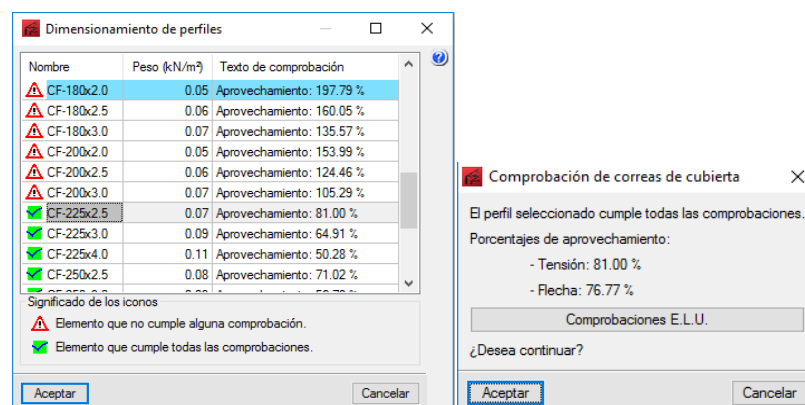 Dimensionamiento de perfiles
Nombre Peso (kN/m²) Texto de comprobación
CF-180x2.0 0.05 Aprovechamiento: 197.79 %
CF-180x2.5 0.06 Aprovechamiento: 160.05 %
CF-180x3.0 0.07 Aprovechamiento: 135.57 %
CF-200x2.0 0.05 Aprovechamiento: 153.99 %
CF-200x2.5 0.06 Aprovechamiento: 124.46 %
CF-200x3.0 0.07 Aprovechamiento: 105.29 %
CF-225x2.5 0.07 Aprovechamiento: 81.00 %
CF-225x3.0 0.09 Aprovechamiento: 64.91 %
CF-225x4.0 0.11 Aprovechamiento: 50.28 %
CF-250x2.5 0.08 Aprovechamiento: 71.02 %
Significado de los iconos
Elemento que no cumple alguna comprobación.
Elemento que cumple todas las comprobaciones.
Aceptar Cancelar
Comprobación de correas de cubierta
El perfil seleccionado cumple todas las comprobaciones.
Porcentajes de aprovechamiento:
- Tensión: 81.00 %
- Flecha: 76.77 %
Comprobaciones E.L.U.
¿Desea continuar?
Aceptar Cancelar